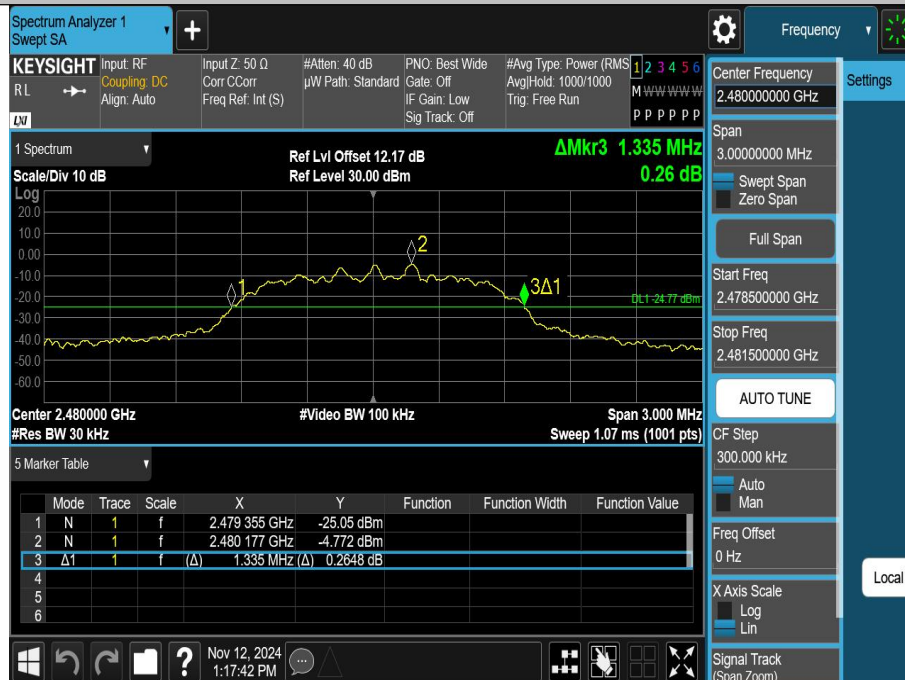 Spectrum Analyzer 1
Swept SA
+
Frequency
KEYSIGHT
RL
LXI
Input: RF
Coupling: DC
Align: Auto
Input Z: 50 Ω
Corr CCorr
Freq Ref: Int (S)
#Atten: 40 dB
µW Path: Standard
PNO: Best Wide
Gate: Off
IF Gain: Low
Sig Track: Off
#Avg Type: Power (RMS
Avg|Hold: 1000/1000
Trig: Free Run
1 2 3 4 5 6
M W W W W W
P P P P P P
1 Spectrum
Scale/Div 10 dB
Ref Lvl Offset 12.17 dB
Ref Level 30.00 dBm
ΔMkr3 1.335 MHz
0.26 dB
Log
20.0
10.0
0.00
-10.0
-20.0
-30.0
-40.0
-50.0
-60.0
1
2
3Δ1
DL1 -24.77 dBm
Center 2.480000 GHz
#Video BW 100 kHz
Span 3.000 MHz
#Res BW 30 kHz
Sweep 1.07 ms (1001 pts)
5 Marker Table
Mode Trace Scale X Y Function Function Width Function Value
1 N 1 f 2.479 355 GHz -25.05 dBm
2 N 1 f 2.480 177 GHz -4.772 dBm
3 Δ1 1 f (Δ) 1.335 MHz (Δ) 0.2648 dB
4
5
6
Nov 12, 2024
1:17:42 PM
?
Center Frequency
2.480000000 GHz
Settings
Span
3.00000000 MHz
Swept Span
Zero Span
Full Span
Start Freq
2.478500000 GHz
Stop Freq
2.481500000 GHz
AUTO TUNE
CF Step
300.000 kHz
Auto
Man
Freq Offset
0 Hz
Local
X Axis Scale
Log
Lin
Signal Track
(Span Zoom)